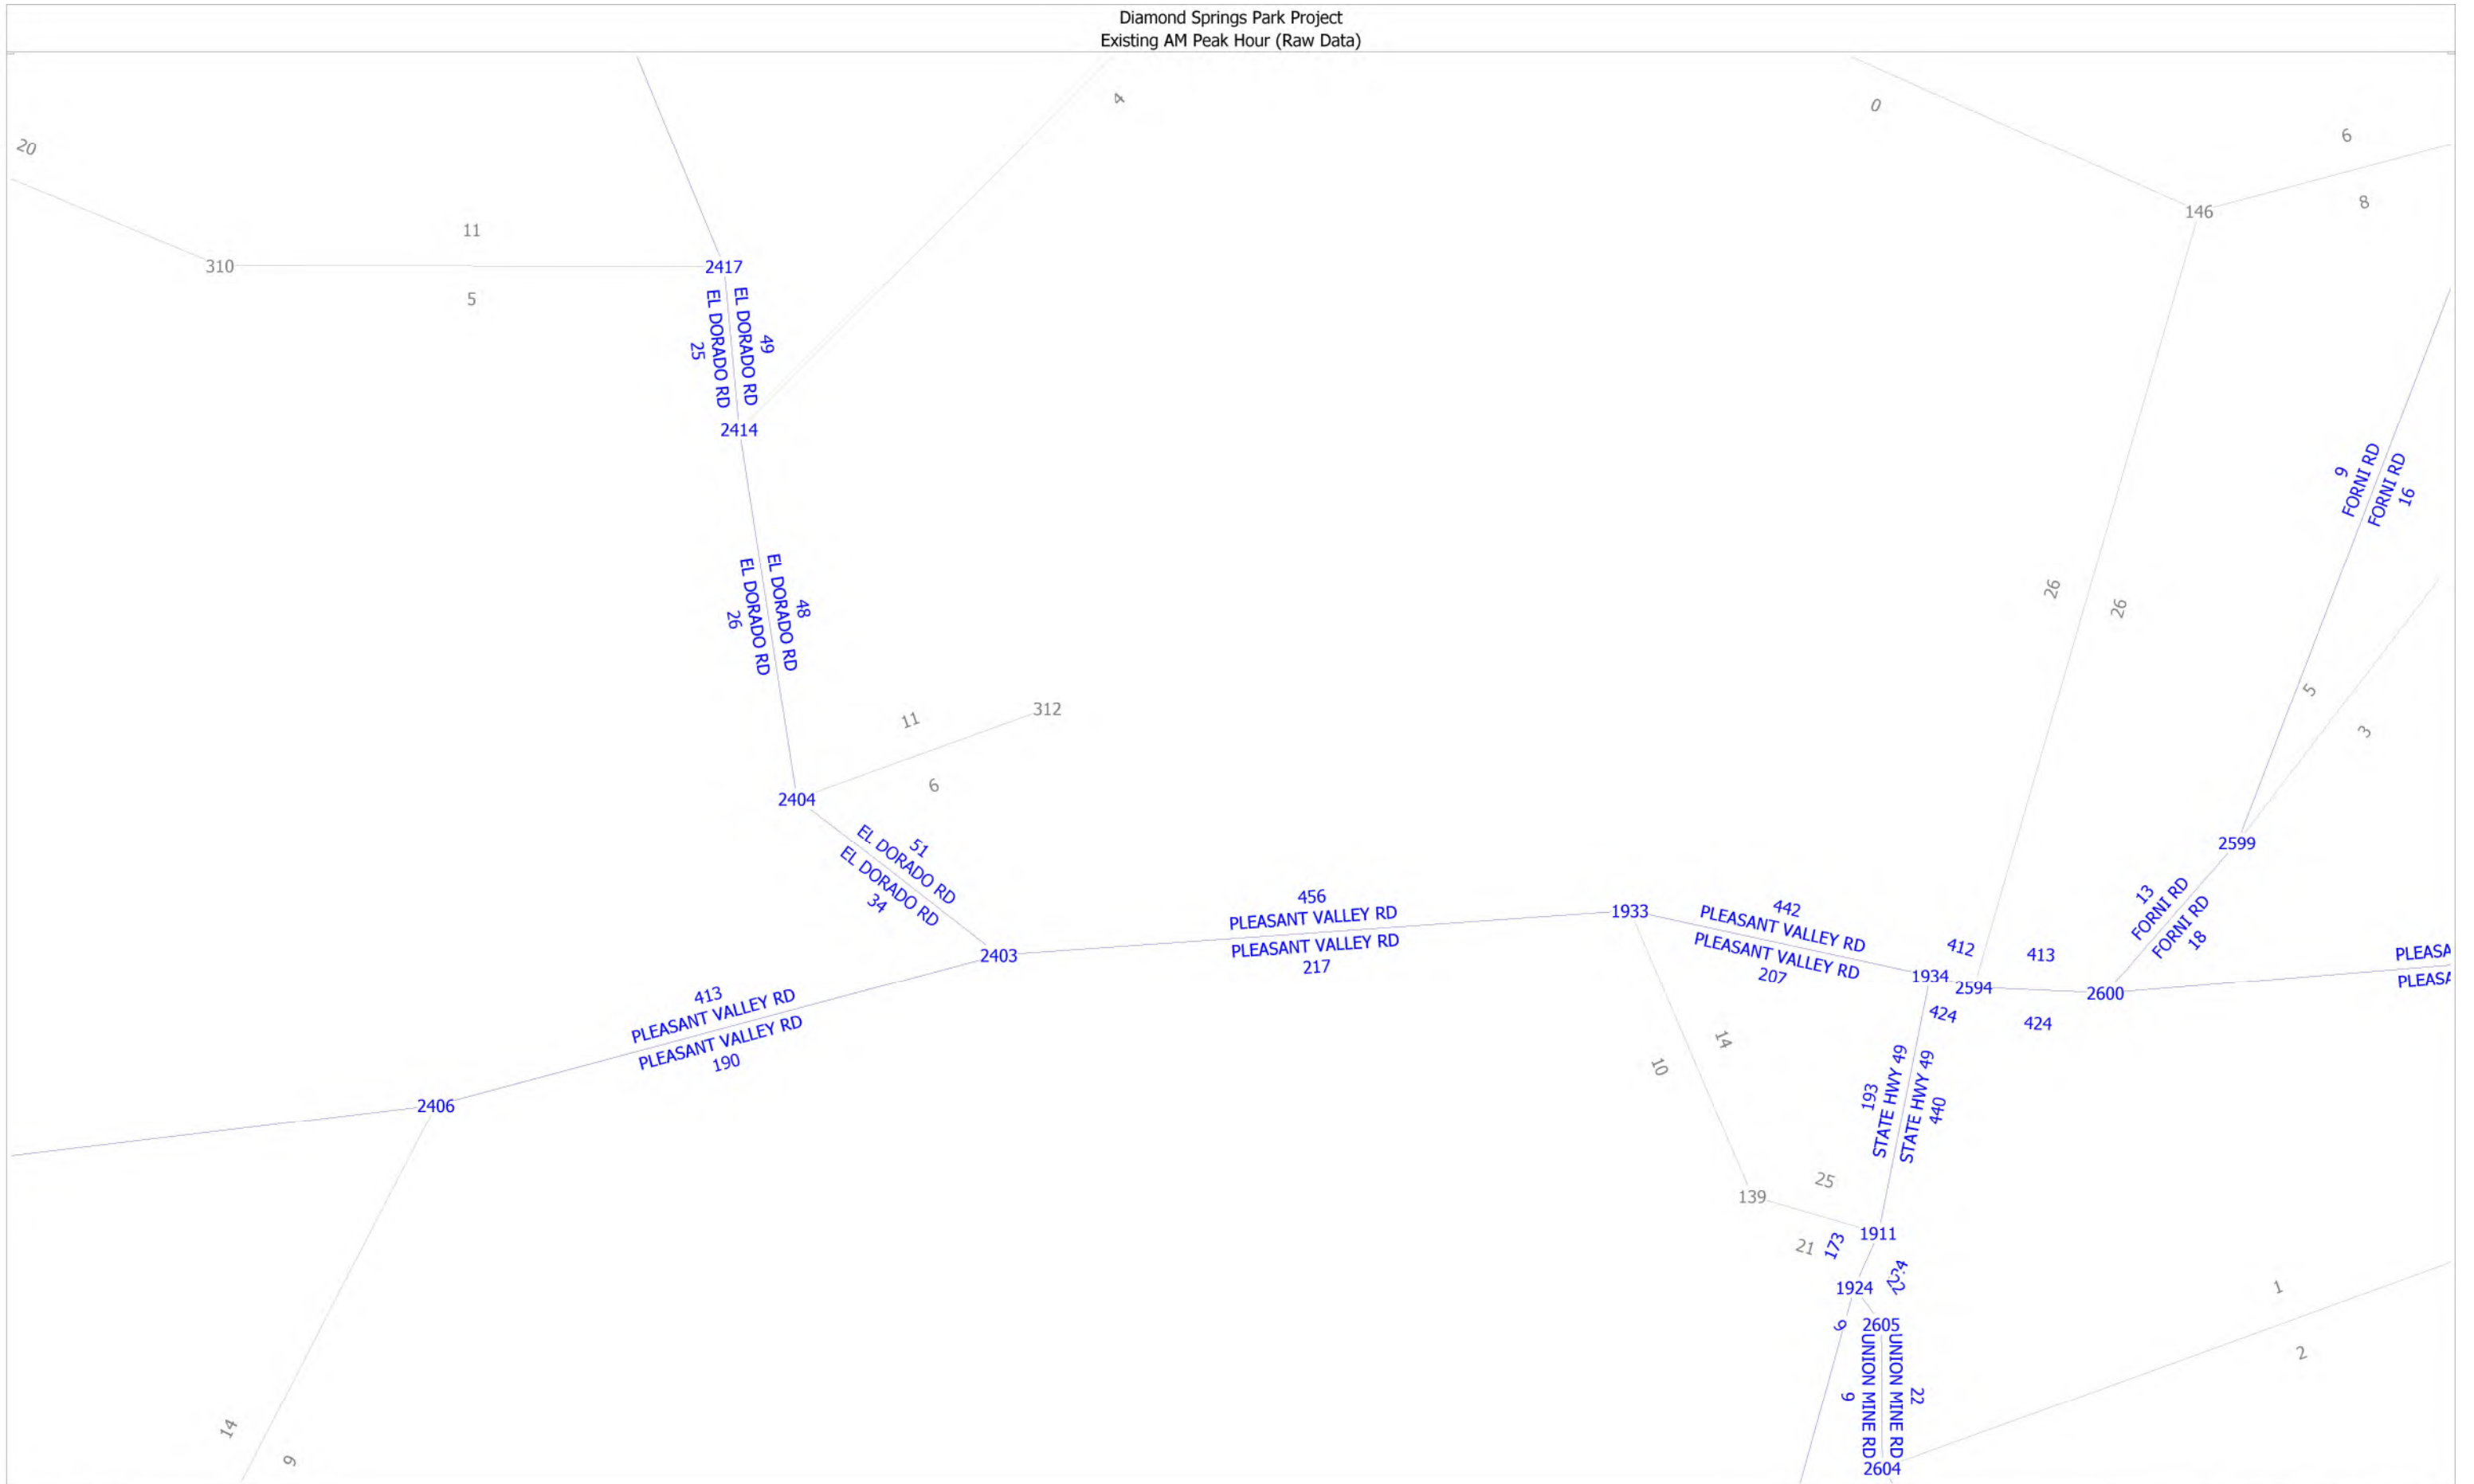 Diamond Springs Park Project
Existing AM Peak Hour (Raw Data)
4
0
6
20
8
146
11
310
2417
5
EL DORADO RD
25
49
EL DORADO RD
2414
9
FORNI RD
FORNI RD
16
EL DORADO RD
26
48
EL DORADO RD
26
26
11
312
6
5
3
2404
51
EL DORADO RD
EL DORADO RD
34
2599
13
FORNI RD
FORNI RD
18
456
PLEASANT VALLEY RD
1933
PLEASANT VALLEY RD
217
442
PLEASANT VALLEY RD
PLEASANT VALLEY RD
207
412
413
2403
PLEASA
PLEASA
1934
2594
2600
424
424
413
PLEASANT VALLEY RD
PLEASANT VALLEY RD
190
14
10
193
STATE HWY 49
STATE HWY 49
440
2406
25
139
21
173
1911
22
1924
1
2
9
2605
UNION MINE RD
9
UNION MINE RD
22
14
9
2604